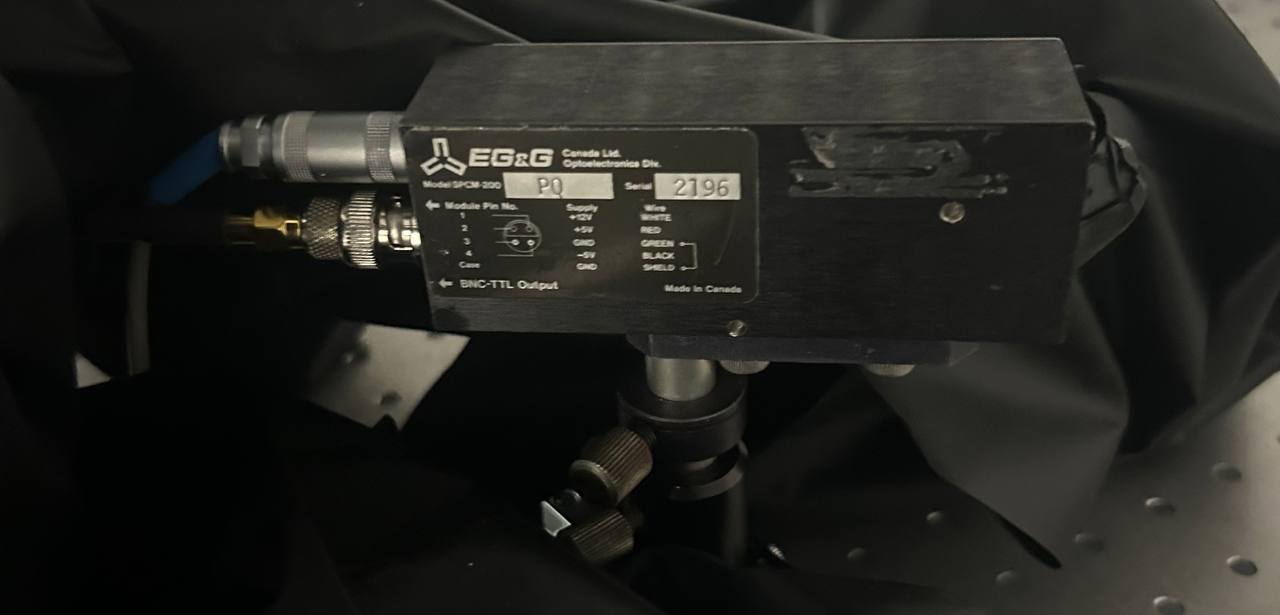 EG&G Canada Ltd.
Optoelectronics Div.
Model SPCM-200 PQ Serial 2196
Module Pin No. Supply Wire
1 +12V WHITE
2 +5V RED
3 GND GREEN
4 -5V BLACK
Case GND SHIELD
BNC-TTL Output Made In Canada